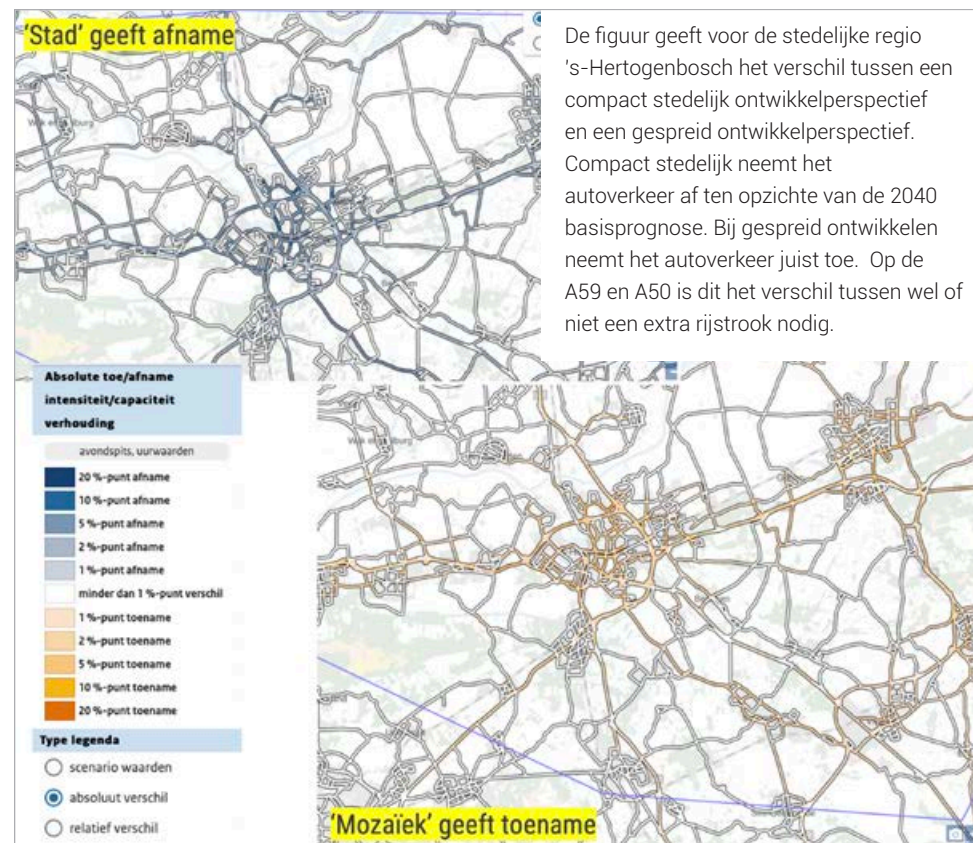 'Stad' geeft afname
De figuur geeft voor de stedelijke regio
's-Hertogenbosch het verschil tussen een
compact stedelijk ontwikkelperspectief
en een gespreid ontwikkelperspectief.
Compact stedelijk neemt het
autoverkeer af ten opzichte van de 2040
basisprognose. Bij gespreid ontwikkelen
neemt het autoverkeer juist toe. Op de
A59 en A50 is dit het verschil tussen wel of
niet een extra rijstrook nodig.
Absolute toe/afname
intensiteit/capaciteit
verhouding
avondspits, uurwaarden
20 %-punt afname
10 %-punt afname
5 %-punt afname
2 %-punt afname
1 %-punt afname
minder dan 1 %-punt verschil
1 %-punt toename
2 %-punt toename
5 %-punt toename
10 %-punt toename
20 %-punt toename
Type legenda
scenario waarden
absoluut verschil
relatief verschil
'Mozaïek' geeft toename